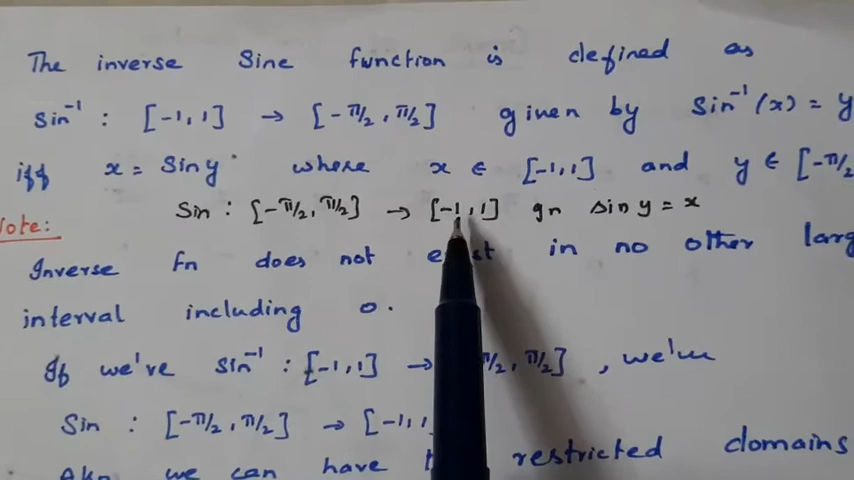 The inverse Sine function is defined as
sin⁻¹ : [-1,1] → [-π/2, π/2] given by sin⁻¹(x) = y
iff x = sin y where x ∈ [-1,1] and y ∈ [-π/2
Sin : [-π/2, π/2] → [-1,1] gn sin y = x
Note:
Inverse fn does not in no other larg
interval including 0.
If we've sin⁻¹ : [-1,1] → π/2, π/2] ,
Sin : [-π/2, π/2] → [-1,1
we can have restricted domains